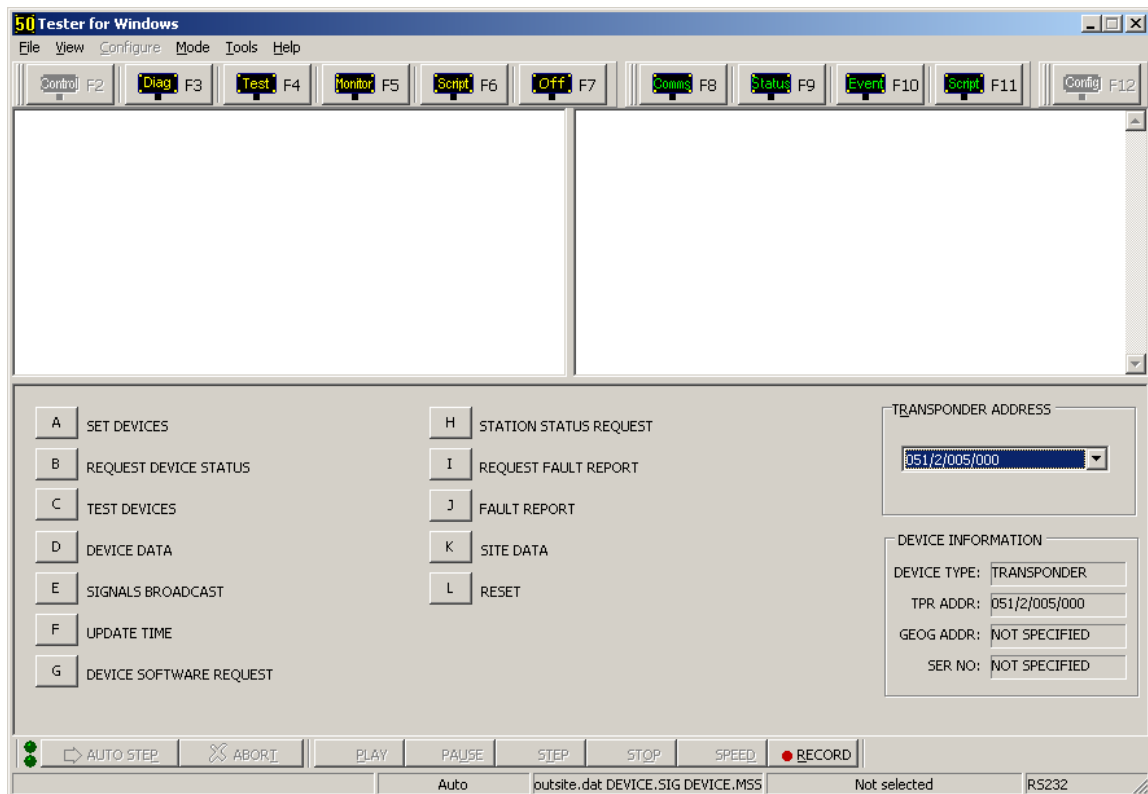 50 Tester for Windows
File View Configure Mode Tools Help
Control F2 Diag F3 Test F4 Monitor F5 Script F6 Off F7 Comms F8 Status F9 Event F10 Script F11 Config F12
A SET DEVICES
B REQUEST DEVICE STATUS
C TEST DEVICES
D DEVICE DATA
E SIGNALS BROADCAST
F UPDATE TIME
G DEVICE SOFTWARE REQUEST
H STATION STATUS REQUEST
I REQUEST FAULT REPORT
J FAULT REPORT
K SITE DATA
L RESET
TRANSPONDER ADDRESS
051/2/005/000
DEVICE INFORMATION
DEVICE TYPE: TRANSPONDER
TPR ADDR: 051/2/005/000
GEOG ADDR: NOT SPECIFIED
SER NO: NOT SPECIFIED
AUTO STEP ABORT PLAY PAUSE STEP STOP SPEED RECORD
Auto outsite.dat DEVICE.SIG DEVICE.MSS Not selected RS232